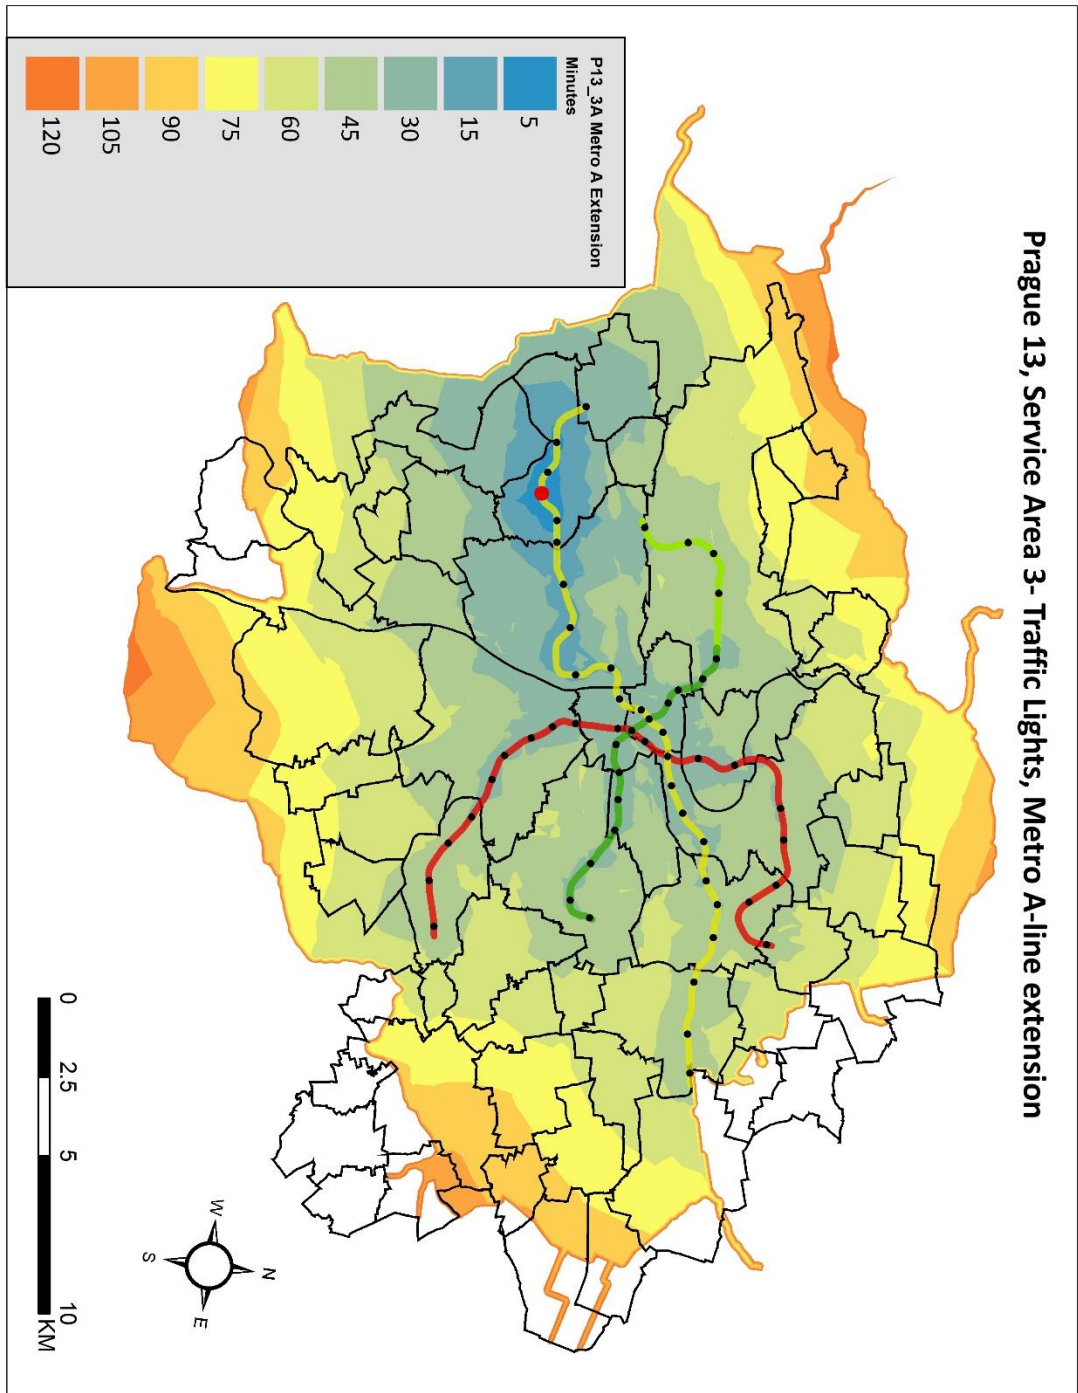 Prague 13, Service Area 3- Traffic Lights, Metro A-line extension
P13_3A Metro A Extension
Minutes
5
15
30
45
60
75
90
105
120
0
2.5
5
10
KM
N
W
E
S